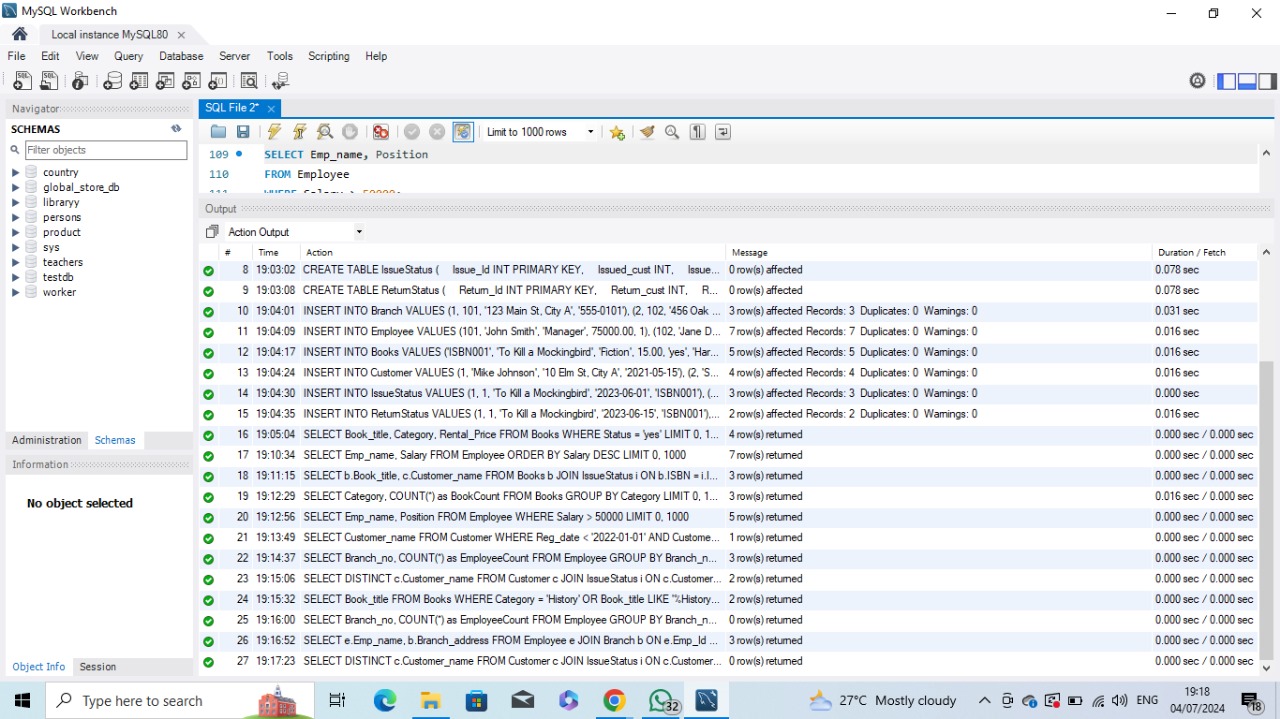 MySQL Workbench
Local instance MySQL80
File Edit View Query Database Server Tools Scripting Help
Navigator
SCHEMAS
Filter objects
country
global_store_db
libraryy
persons
product
sys
teachers
testdb
worker
Administration Schemas
Information
No object selected
Object Info Session
SQL File 2*
Limit to 1000 rows
109 SELECT Emp_name, Position
110 FROM Employee
111 WHERE Salary > 50000;
Output
Action Output
# Time Action Message Duration / Fetch
8 19:03:02 CREATE TABLE IssueStatus ( Issue_Id INT PRIMARY KEY, Issued_cust INT, Issue... 0 row(s) affected 0.078 sec
9 19:03:08 CREATE TABLE ReturnStatus ( Return_Id INT PRIMARY KEY, Return_cust INT, R... 0 row(s) affected 0.078 sec
10 19:04:01 INSERT INTO Branch VALUES (1, 101, '123 Main St, City A', '555-0101'), (2, 102, '456 Oak ... 3 row(s) affected Records: 3 Duplicates: 0 Warnings: 0 0.031 sec
11 19:04:09 INSERT INTO Employee VALUES (101, 'John Smith', 'Manager', 75000.00, 1), (102, 'Jane D... 7 row(s) affected Records: 7 Duplicates: 0 Warnings: 0 0.016 sec
12 19:04:17 INSERT INTO Books VALUES ('ISBN001', 'To Kill a Mockingbird', 'Fiction', 15.00, 'yes', 'Har... 5 row(s) affected Records: 5 Duplicates: 0 Warnings: 0 0.016 sec
13 19:04:24 INSERT INTO Customer VALUES (1, 'Mike Johnson', '10 Elm St, City A', '2021-05-15'), (2, 'S... 4 row(s) affected Records: 4 Duplicates: 0 Warnings: 0 0.016 sec
14 19:04:30 INSERT INTO IssueStatus VALUES (1, 1, 'To Kill a Mockingbird', '2023-06-01', 'ISBN001'), (... 3 row(s) affected Records: 3 Duplicates: 0 Warnings: 0 0.000 sec
15 19:04:35 INSERT INTO ReturnStatus VALUES (1, 1, 'To Kill a Mockingbird', '2023-06-15', 'ISBN001'),... 2 row(s) affected Records: 2 Duplicates: 0 Warnings: 0 0.016 sec
16 19:05:04 SELECT Book_title, Category, Rental_Price FROM Books WHERE Status = 'yes' LIMIT 0, 1... 4 row(s) returned 0.000 sec / 0.000 sec
17 19:10:34 SELECT Emp_name, Salary FROM Employee ORDER BY Salary DESC LIMIT 0, 1000 7 row(s) returned 0.000 sec / 0.000 sec
18 19:11:15 SELECT b.Book_title, c.Customer_name FROM Books b JOIN IssueStatus i ON b.ISBN = i.I... 3 row(s) returned 0.000 sec / 0.000 sec
19 19:12:29 SELECT Category, COUNT(*) as BookCount FROM Books GROUP BY Category LIMIT 0, 1... 3 row(s) returned 0.016 sec / 0.000 sec
20 19:12:56 SELECT Emp_name, Position FROM Employee WHERE Salary > 50000 LIMIT 0, 1000 5 row(s) returned 0.000 sec / 0.000 sec
21 19:13:49 SELECT Customer_name FROM Customer WHERE Reg_date < '2022-01-01' AND Custome... 1 row(s) returned 0.000 sec / 0.000 sec
22 19:14:37 SELECT Branch_no, COUNT(*) as EmployeeCount FROM Employee GROUP BY Branch_n... 3 row(s) returned 0.000 sec / 0.000 sec
23 19:15:06 SELECT DISTINCT c.Customer_name FROM Customer c JOIN IssueStatus i ON c.Customer... 2 row(s) returned 0.000 sec / 0.000 sec
24 19:15:32 SELECT Book_title FROM Books WHERE Category = 'History' OR Book_title LIKE '%History... 2 row(s) returned 0.000 sec / 0.000 sec
25 19:16:00 SELECT Branch_no, COUNT(*) as EmployeeCount FROM Employee GROUP BY Branch_n... 0 row(s) returned 0.000 sec / 0.000 sec
26 19:16:52 SELECT e.Emp_name, b.Branch_address FROM Employee e JOIN Branch b ON e.Emp_Id ... 3 row(s) returned 0.000 sec / 0.000 sec
27 19:17:23 SELECT DISTINCT c.Customer_name FROM Customer c JOIN IssueStatus i ON c.Customer... 0 row(s) returned 0.000 sec / 0.000 sec
Type here to search
32
27°C Mostly cloudy
ENG
19:18
04/07/2024
18